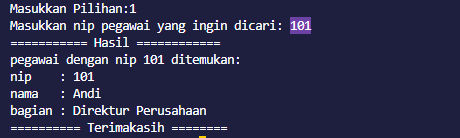 Masukkan Pilihan:1
Masukkan nip pegawai yang ingin dicari: 101
=========== Hasil ============
pegawai dengan nip 101 ditemukan:
nip    : 101
nama   : Andi
bagian : Direktur Perusahaan
========== Terimakasih ========